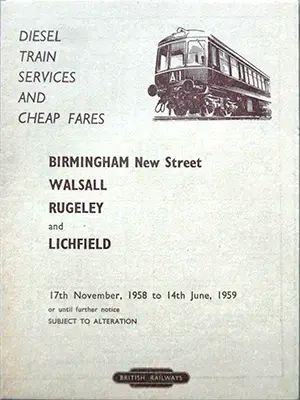 DIESEL
TRAIN
SERVICES
AND
CHEAP FARES
A1
BIRMINGHAM New Street
WALSALL
RUGELEY
and
LICHFIELD
17th November, 1958 to 14th June, 1959
or until further notice
SUBJECT TO ALTERATION
BRITISH RAILWAYS